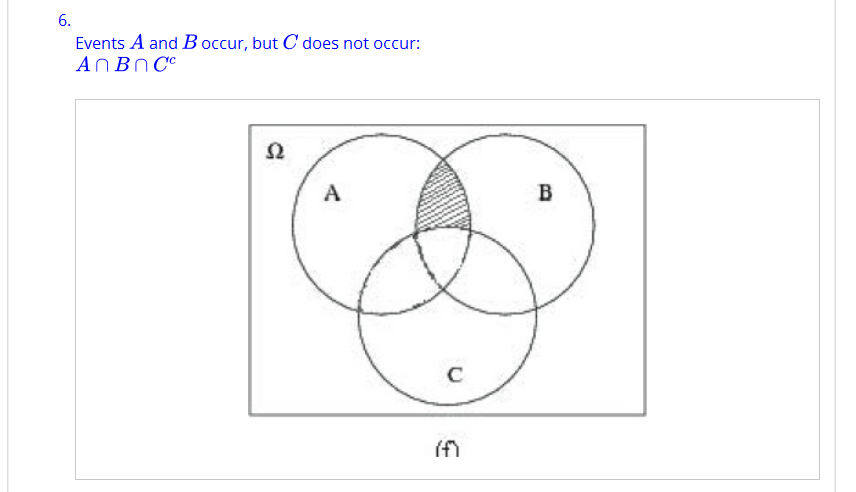 6.
Events A and B occur, but C does not occur:
A ∩ B ∩ Cᶜ
Ω
A
B
C
(f)